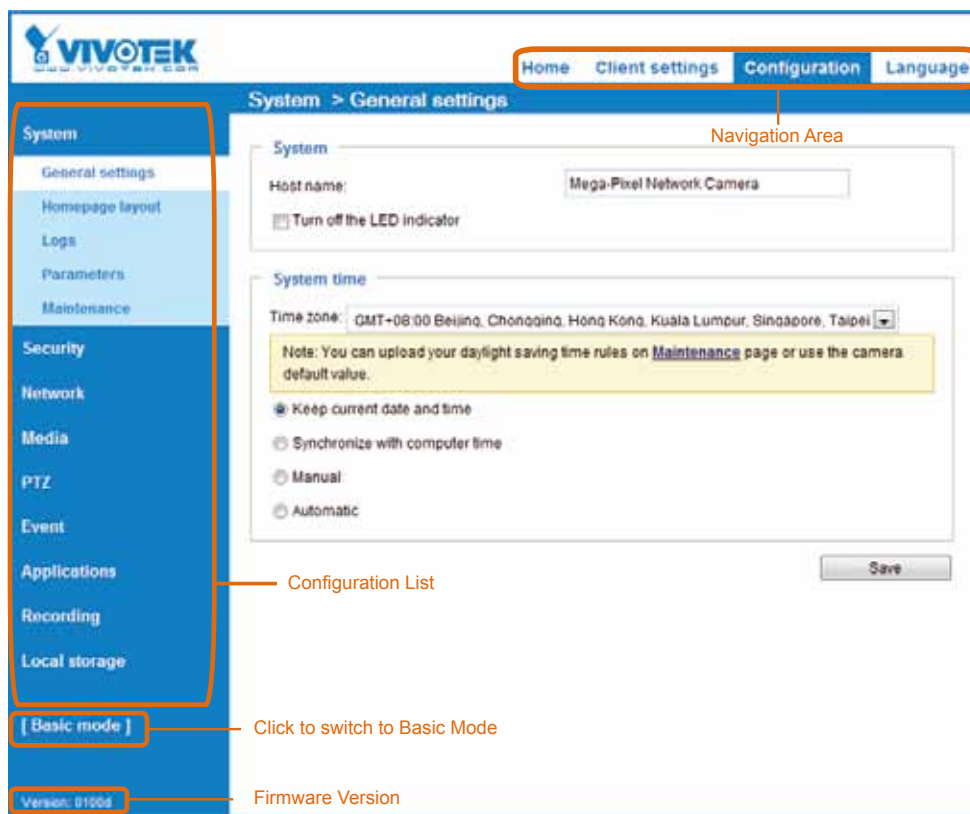 VIVOTEK
WWW.VIVOTEK.COM
Home Client settings Configuration Language
System > General settings
Navigation Area
System
General settings
Homepage layout
Logs
Parameters
Maintenance
Security
Network
Media
PTZ
Event
Applications
Recording
Local storage
[ Basic mode ]
Version: 0100d
System
Host name: Mega-Pixel Network Camera
Turn off the LED indicator
System time
Time zone: GMT+08:00 Beijing, Chongqing, Hong Kong, Kuala Lumpur, Singapore, Taipei
Note: You can upload your daylight saving time rules on Maintenance page or use the camera
default value.
Keep current date and time
Synchronize with computer time
Manual
Automatic
Save
Configuration List
Click to switch to Basic Mode
Firmware Version